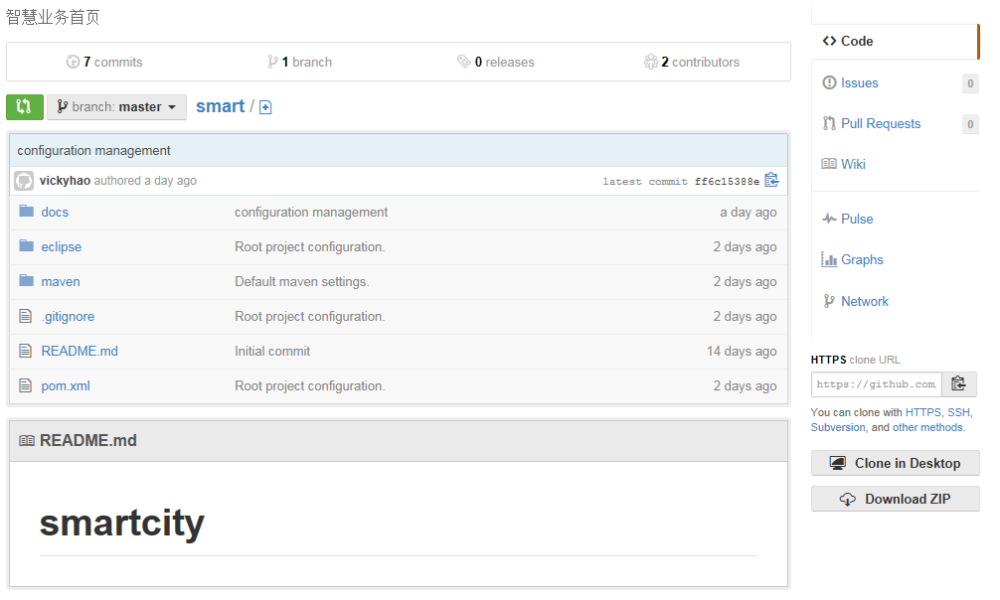 智慧业务首页
7 commits 1 branch 0 releases 2 contributors
branch: master smart /
configuration management
vickyhao authored a day ago latest commit ff6c15388e
docs configuration management a day ago
eclipse Root project configuration. 2 days ago
maven Default maven settings. 2 days ago
.gitignore Root project configuration. 2 days ago
README.md Initial commit 14 days ago
pom.xml Root project configuration. 2 days ago
README.md
smartcity
Code
Issues 0
Pull Requests 0
Wiki
Pulse
Graphs
Network
HTTPS clone URL
https://github.com,
You can clone with HTTPS, SSH,
Subversion, and other methods.
Clone in Desktop
Download ZIP